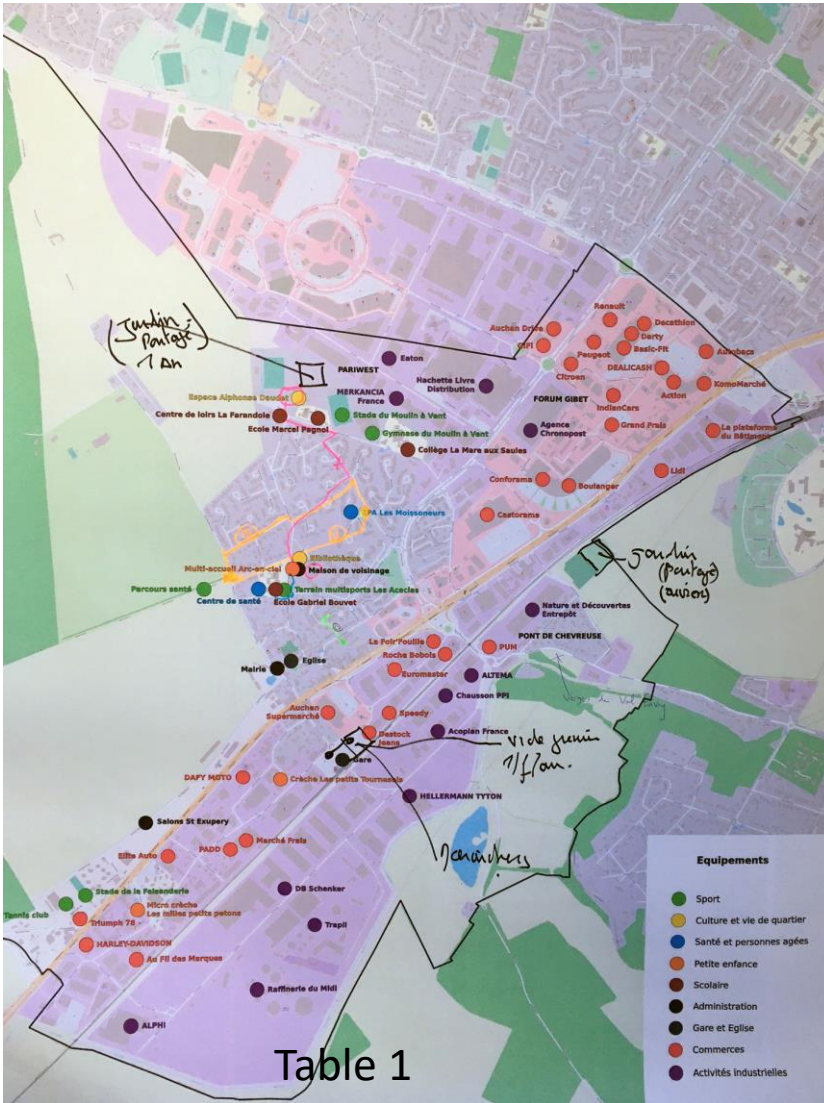 Renault
Auchan Drive
Decathlon
Darty
GIFI
Peugeot
Basic-Fit
Autobacs
Eaton
Citroen
DEALICASH
(Jardin
Partagé)
1 an
PARIWEST
Hachette Livre
Distribution
Action
KomoMarché
MERKANCIA
France
FORUM GIBET
Espace Alphonse Daudet
IndianCars
Centre de loirs La Farandole
Ecole Marcel Pagnol
Stade du Moulin à Vent
Gymnase du Moulin à Vent
Agence
Chronopost
Grand Frais
La plateforme
du Bâtiment
Collège La Mare aux Saules
Conforama
Boulanger
Lidl
Castorama
RPA Les Moissoneurs
Bibliothèque
Multi-accueil Arc-en-ciel
Maison de voisinage
Jardin
(partagé)
(ancien)
Parcours santé
Centre de santé
Ecole Gabriel Bouvet
Terrain multisports Les Acacias
Nature et Découvertes
Entrepôt
PONT DE CHEVREUSE
La Foir'Fouille
PUM
Roche Bobois
Eglise
Mairie
Euromaster
ALTEMA
Chausson PPI
Auchan
Supermarché
Speedy
Acoplan France
Destock
Jeans
Gare
vide grenier
DAFY MOTO
Crèche Les petits Tournesols
HELLERMANN TYTON
Salons St Exupery
Marché Frais
PADD
Elite Auto
Maraîchers
DB Schenker
Stade de la Faisanderie
Tennis club
Micro crèche
Les milles petits petons
Triumph 78
Trapil
HARLEY-DAVIDSON
Au Fil des Marques
Raffinerie du Midi
ALPHI
Equipements
Sport
Culture et vie de quartier
Santé et personnes agées
Petite enfance
Scolaire
Administration
Gare et Eglise
Commerces
Activités industrielles
Table 1